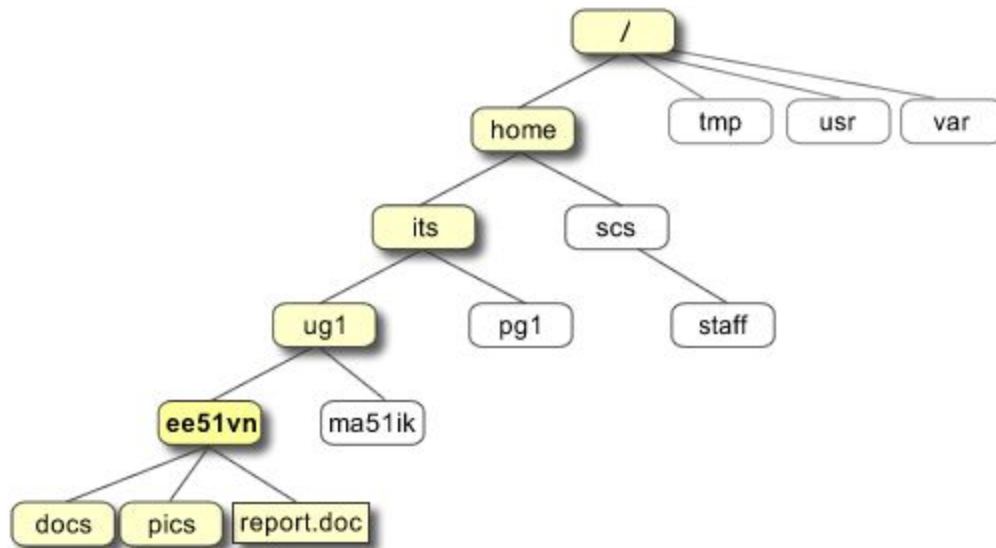 /
home
tmp
usr
var
its
scs
ug1
pg1
staff
ee51vn
ma51ik
docs
pics
report.doc